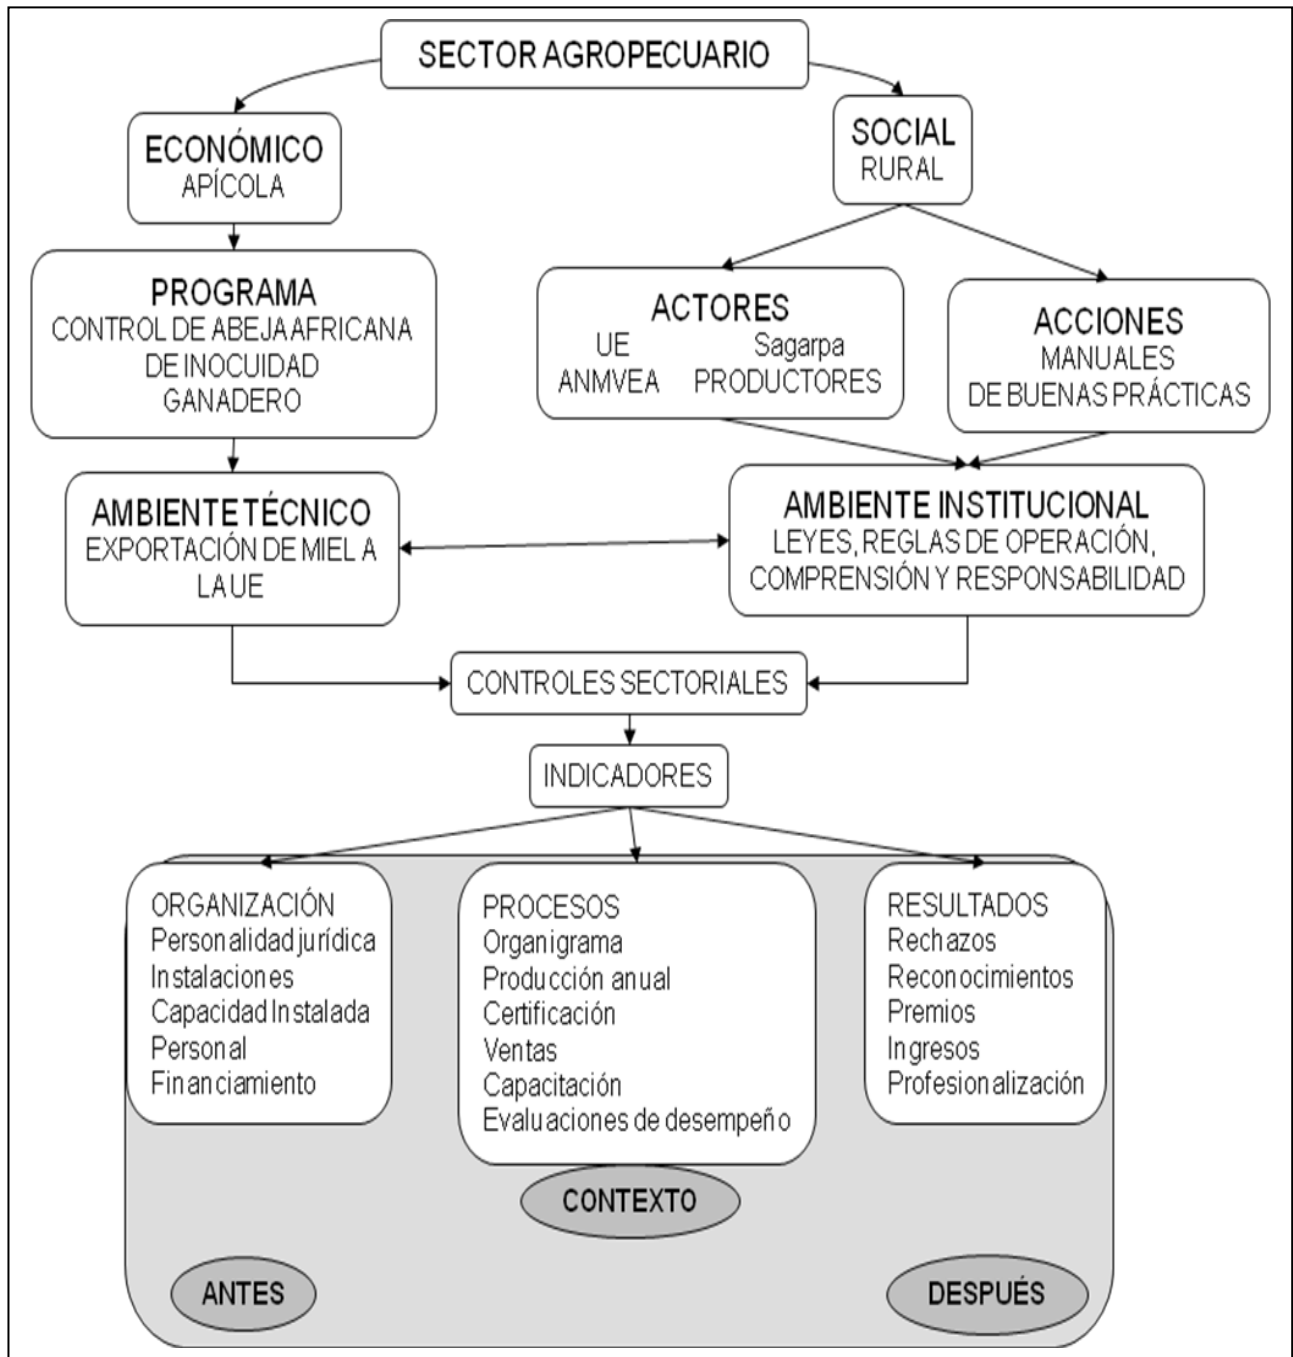 SECTOR AGROPECUARIO
ECONÓMICO
APÍCOLA
SOCIAL
RURAL
PROGRAMA
CONTROL DE ABEJA AFRICANA
DE INOCUIDAD
GANADERO
ACTORES
UE Sagarpa
ANMVEA PRODUCTORES
ACCIONES
MANUALES
DE BUENAS PRÁCTICAS
AMBIENTE TÉCNICO
EXPORTACIÓN DE MIEL A
LA UE
AMBIENTE INSTITUCIONAL
LEYES, REGLAS DE OPERACIÓN,
COMPRENSIÓN Y RESPONSABILIDAD
CONTROLES SECTORIALES
INDICADORES
ORGANIZACIÓN
Personalidad jurídica
Instalaciones
Capacidad Instalada
Personal
Financiamiento
PROCESOS
Organigrama
Producción anual
Certificación
Ventas
Capacitación
Evaluaciones de desempeño
RESULTADOS
Rechazos
Reconocimientos
Premios
Ingresos
Profesionalización
CONTEXTO
ANTES
DESPUÉS